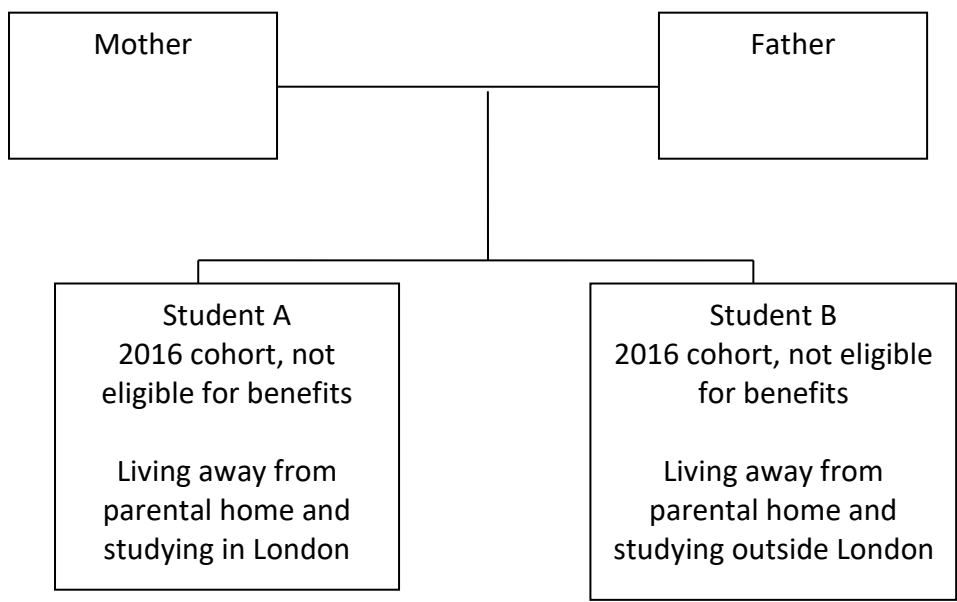 Mother
Father
Student A
2016 cohort, not
eligible for benefits
Living away from
parental home and
studying in London
Student B
2016 cohort, not eligible
for benefits
Living away from
parental home and
studying outside London